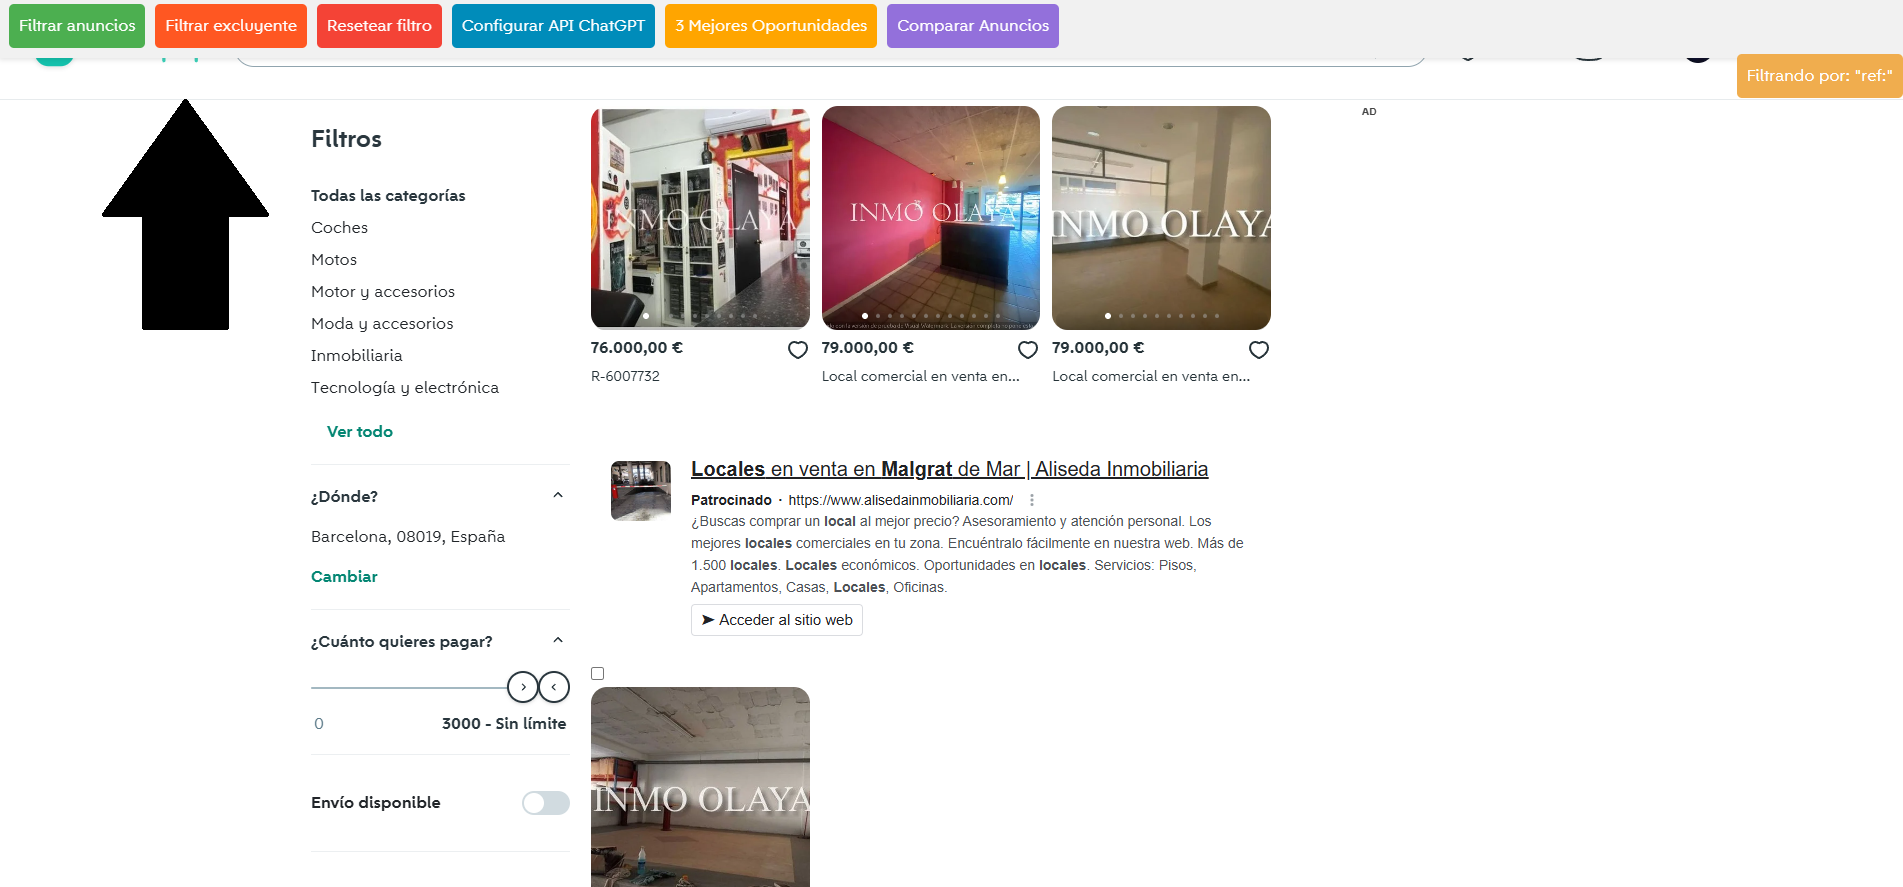 Filtrar anuncios
Filtrar excluyente
Resetear filtro
Configurar API ChatGPT
3 Mejores Oportunidades
Comparar Anuncios
Filtrando por: "ref:"
Filtros
Todas las categorías
Coches
Motos
Motor y accesorios
Moda y accesorios
Inmobiliaria
Tecnología y electrónica
Ver todo
¿Dónde?
Barcelona, 08019, España
Cambiar
¿Cuánto quieres pagar?
0
3000 - Sin límite
Envío disponible
AD
INMO OLAYA
INMO OLAYA
INMO OLAYA
76.000,00 €
R-6007732
79.000,00 €
Local comercial en venta en...
79.000,00 €
Local comercial en venta en...
Locales en venta en Malgrat de Mar | Aliseda Inmobiliaria
Patrocinado · https://www.alisedainmobiliaria.com/
¿Buscas comprar un local al mejor precio? Asesoramiento y atención personal. Los
mejores locales comerciales en tu zona. Encuéntralo fácilmente en nuestra web. Más de
1.500 locales. Locales económicos. Oportunidades en locales. Servicios: Pisos,
Apartamentos, Casas, Locales, Oficinas.
➤ Acceder al sitio web
INMO OLAYA